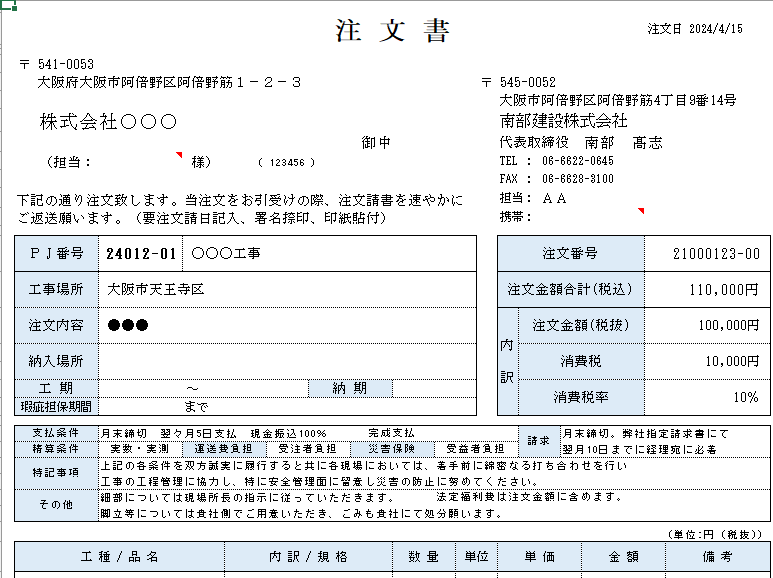 注文書
注文日 2024/4/15
〒 541-0053
大阪府大阪市阿倍野区阿倍野筋１－２－３
株式会社〇〇〇
御中
（担当： 様） （ 123456 ）
〒 545-0052
大阪市阿倍野区阿倍野筋4丁目9番14号
南部建設株式会社
代表取締役 南部 髙志
TEL ： 06-6622-0645
FAX ： 06-6628-3100
担当： ＡＡ
携帯：
下記の通り注文致します。当注文をお引受けの際、注文請書を速やかに
ご返送願います。（要注文請日記入、署名捺印、印紙貼付）
ＰＪ番号 24012-01 〇〇〇工事
工事場所 大阪市天王寺区
注文内容 ●●●
納入場所
工 期 ～ 納 期
瑕疵担保期間 まで
注文番号 21000123-00
注文金額合計(税込) 110,000円
内訳
注文金額(税抜) 100,000円
消費税 10,000円
消費税率 10%
支払条件 月末締切 翌々月5日支払 現金振込100% 完成支払
精算条件 実数・実測 運送費負担 受注者負担 災害保険 受益者負担
請求 月末締切。弊社指定請求書にて
翌月10日までに経理宛に必着
特記事項 上記の各条件を双方誠実に履行すると共に各現場においては、着手前に綿密なる打ち合わせを行い
工事の工程管理に協力し、特に安全管理面に留意し災害の防止に努めてください。
その他 細部については現場所長の指示に従っていただきます。 法定福利費は注文金額に含めます。
脚立等については貴社側でご用意いただき、ごみも貴社にて処分願います。
（単位:円（税抜））
工種/品名 内訳/規格 数量 単位 単価 金額 備考